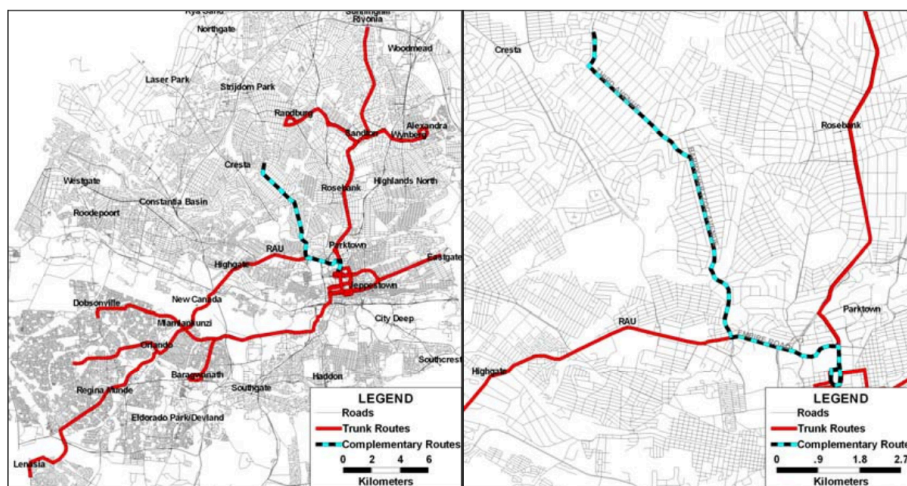 Rivonia
Northgate
Woodmead
Laser Park
Strijdom Park
Randburg
Alexandra
Sandton
Wynberg
Cresta
Westgate
Rosebank
Highlands North
Constantia Basin
Roodepoort
Parktown
RAU
Highgate
Eastgate
Jeppestown
New Canada
Dobsonville
City Deep
Mlamlankunzi
Orlando
Southcrest
Baragwanath
Haddon
Regina Munde
Southgate
Eldorado Park/Devland
Lenasia
LEGEND
Roads
Trunk Routes
Complementary Routes
0 2 4 6
Kilometers
Cresta
Rosebank
Parktown
RAU
Highgate
LEGEND
Roads
Trunk Routes
Complementary Routes
0 .9 1.8 2.7
Kilometers